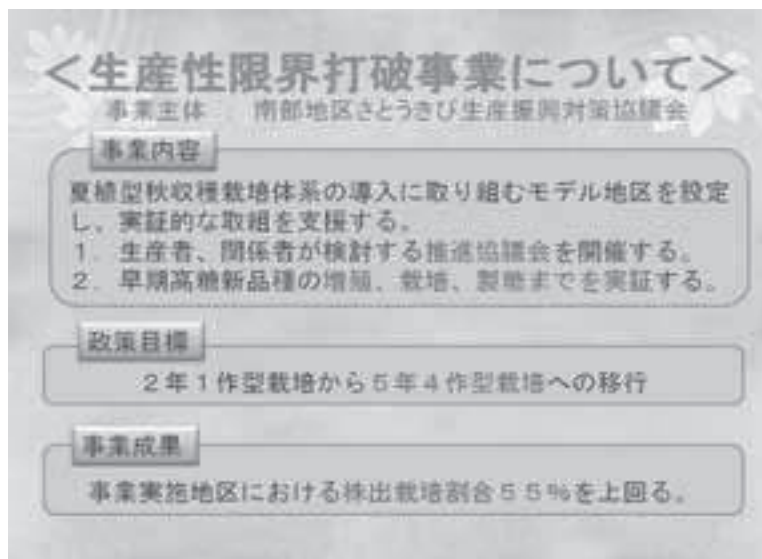 ＜生産性限界打破事業について＞
事業主体　南部地区さとうきび生産振興対策協議会
事業内容
夏植型秋収穫栽培体系の導入に取り組むモデル地区を設定
し、実証的な取組を支援する。
１．生産者、関係者が検討する推進協議会を開催する。
２．早期高糖新品種の増殖、栽培、製糖までを実証する。
政策目標
２年１作型栽培から５年４作型栽培への移行
事業成果
事業実施地区における株出栽培割合５５％を上回る。